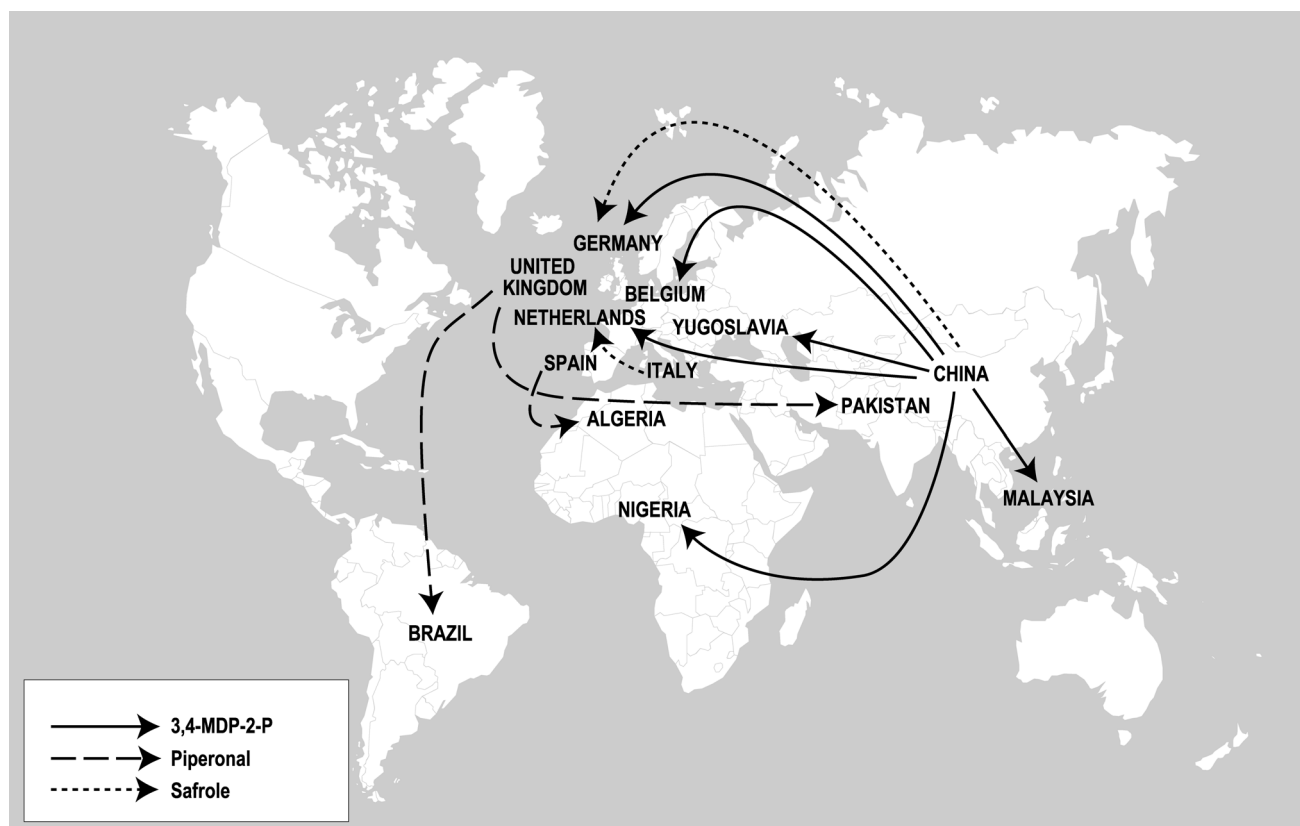 GERMANY
UNITED
KINGDOM
BELGIUM
NETHERLANDS
YUGOSLAVIA
SPAIN
ITALY
CHINA
PAKISTAN
ALGERIA
MALAYSIA
NIGERIA
BRAZIL
3,4-MDP-2-P
Piperonal
Safrole